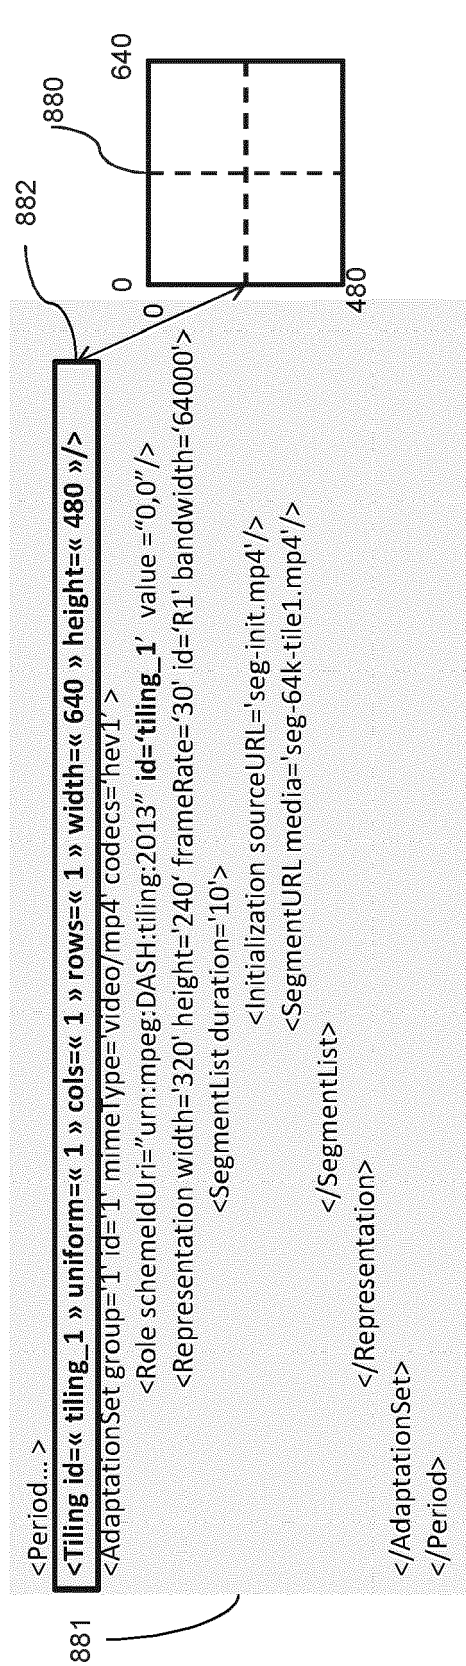 <Period... >
<Tiling id=« tiling_1 » uniform=« 1 » cols=« 1 » rows=« 1 » width=« 640 » height=« 480 »/>
<AdaptationSet group='1' id='1' mimeType='video/mp4' codecs='hev1' >
<Role schemeIdUri="urn:mpeg:DASH:tiling:2013" id='tiling_1' value ="0,0"/>
<Representation width='320' height='240' frameRate='30' id='R1' bandwidth='64000'>
<SegmentList duration='10'>
<Initialization sourceURL='seg-init.mp4'/>
<SegmentURL media='seg-64k-tile1.mp4'/>
</SegmentList>
</Representation>
</AdaptationSet>
</Period>
881
882
880
0
640
0
480